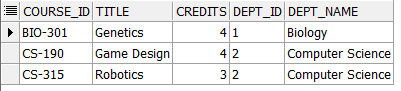 COURSE_ID TITLE CREDITS DEPT_ID DEPT_NAME
BIO-301 Genetics 4 1 Biology
CS-190 Game Design 4 2 Computer Science
CS-315 Robotics 3 2 Computer Science